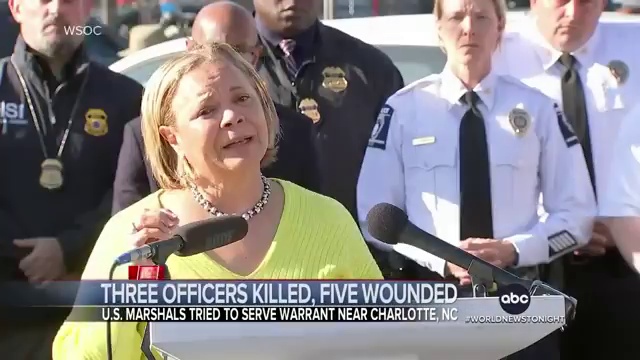 WSOC
HSI
THREE OFFICERS KILLED, FIVE WOUNDED
U.S. MARSHALS TRIED TO SERVE WARRANT NEAR CHARLOTTE, NC
abc
#WORLDNEWSTONIGHT